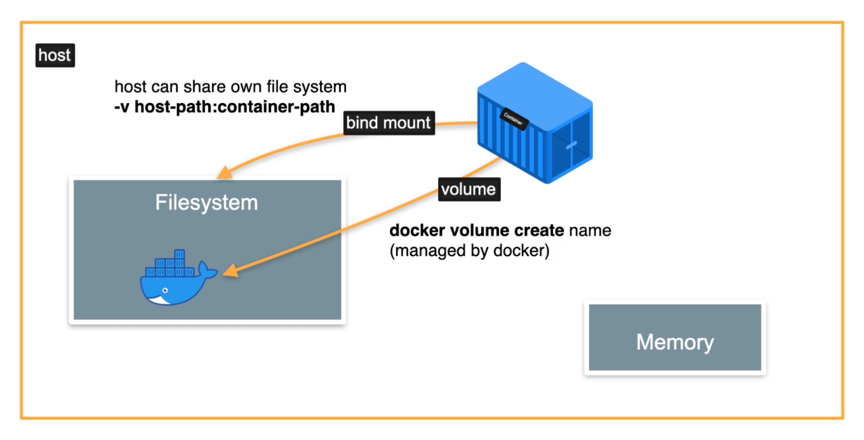 host
host can share own file system
-v host-path:container-path
bind mount
Container
volume
Filesystem
docker volume create name
(managed by docker)
Memory